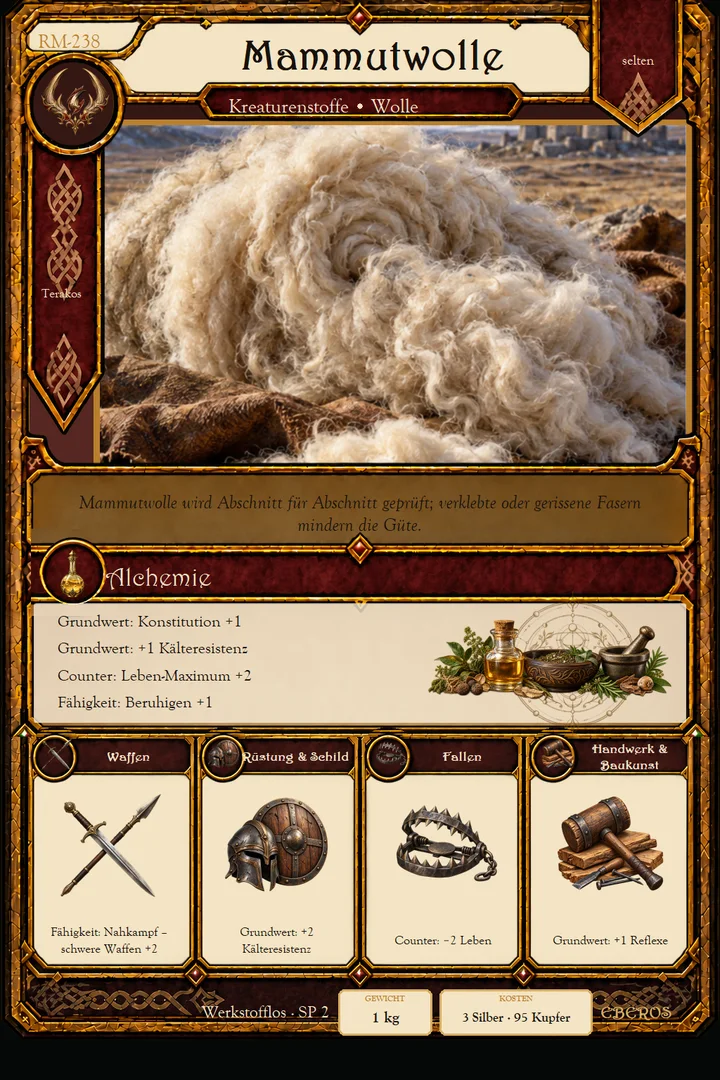 RM-238
Mammutwolle
selten
Kreaturenstoffe • Wolle
Terakos
Mammutwolle wird Abschnitt für Abschnitt geprüft; verklebte oder gerissene Fasern
mindern die Güte.
Alchemie
Grundwert: Konstitution +1
Grundwert: +1 Kälteresistenz
Counter: Leben-Maximum +2
Fähigkeit: Beruhigen +1
Waffen
Rüstung & Schild
Fallen
Handwerk &
Baukunst
Fähigkeit: Nahkampf –
schwere Waffen +2
Grundwert: +2
Kälteresistenz
Counter: −2 Leben
Grundwert: +1 Reflexe
Werkstofflos · SP 2
GEWICHT
1 kg
KOSTEN
3 Silber · 95 Kupfer
EBEROS